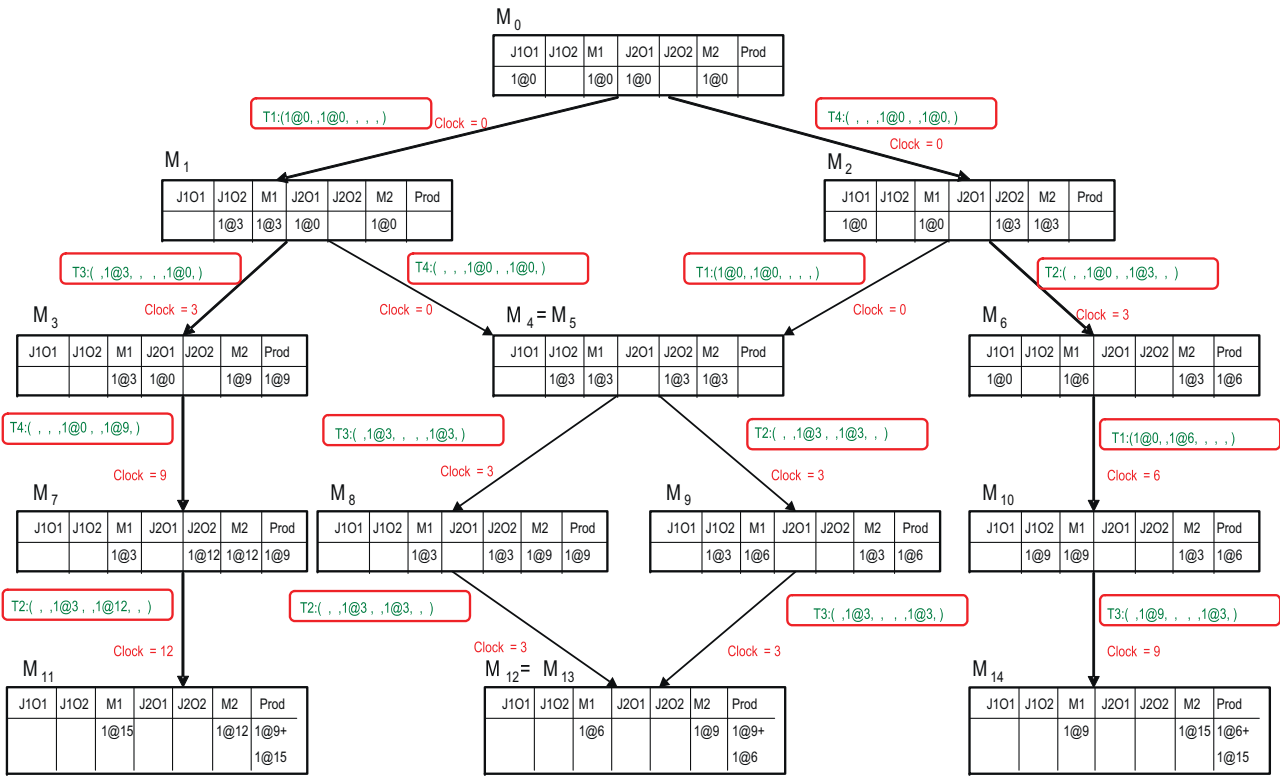 M 0
J1O1 J1O2 M1 J2O1 J2O2 M2 Prod
1@0 1@0 1@0 1@0
T1:(1@0, ,1@0, , , , )
Clock = 0
T4:( , , ,1@0 , ,1@0, )
Clock = 0
M 1
J1O1 J1O2 M1 J2O1 J2O2 M2 Prod
1@3 1@3 1@0 1@0
M 2
J1O1 J1O2 M1 J2O1 J2O2 M2 Prod
1@0 1@0 1@3 1@3
T3:( ,1@3, , , ,1@0, )
Clock = 3
T4:( , , ,1@0 , ,1@0, )
Clock = 0
T1:(1@0, ,1@0, , , , )
Clock = 0
T2:( , ,1@0 , ,1@3, , )
Clock = 3
M 3
J1O1 J1O2 M1 J2O1 J2O2 M2 Prod
1@3 1@0 1@9 1@9
M 4 = M 5
J1O1 J1O2 M1 J2O1 J2O2 M2 Prod
1@3 1@3 1@3 1@3
M 6
J1O1 J1O2 M1 J2O1 J2O2 M2 Prod
1@0 1@6 1@3 1@6
T4:( , , ,1@0 , ,1@9, )
Clock = 9
T3:( ,1@3, , , ,1@3, )
Clock = 3
T2:( , ,1@3 , ,1@3, , )
Clock = 3
T1:(1@0, ,1@6, , , , )
Clock = 6
M 7
J1O1 J1O2 M1 J2O1 J2O2 M2 Prod
1@3 1@12 1@12 1@9
M 8
J1O1 J1O2 M1 J2O1 J2O2 M2 Prod
1@3 1@3 1@9 1@9
M 9
J1O1 J1O2 M1 J2O1 J2O2 M2 Prod
1@3 1@6 1@3 1@6
M 10
J1O1 J1O2 M1 J2O1 J2O2 M2 Prod
1@9 1@9 1@3 1@6
T2:( , ,1@3 , ,1@12, , )
Clock = 12
T2:( , ,1@3 , ,1@3, , )
Clock = 3
T3:( ,1@3, , , ,1@3, )
Clock = 3
T3:( ,1@9, , , ,1@3, )
Clock = 9
M 11
J1O1 J1O2 M1 J2O1 J2O2 M2 Prod
1@15 1@12 1@9+
1@15
M 12 = M 13
J1O1 J1O2 M1 J2O1 J2O2 M2 Prod
1@6 1@9 1@9+
1@6
M 14
J1O1 J1O2 M1 J2O1 J2O2 M2 Prod
1@9 1@15 1@6+
1@15